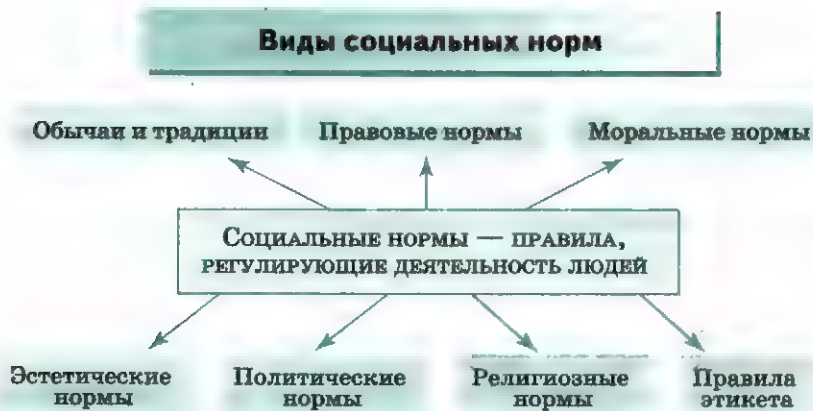 Виды социальных норм
Обычаи и традиции
Правовые нормы
Моральные нормы
Социальные нормы — правила,
регулирующие деятельность людей
Эстетические
нормы
Политические
нормы
Религиозные
нормы
Правила
этикета